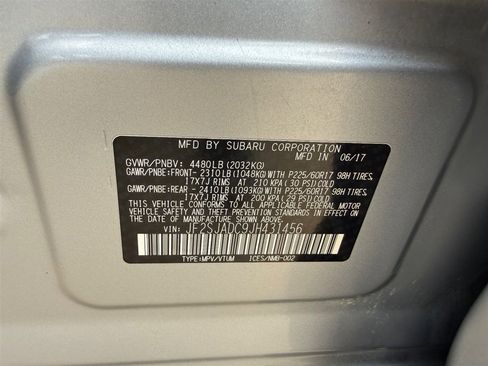 MFD BY SUBARU CORPORATION MFD IN 06/17
GVWR/PNBV: 4480LB (2032KG)
GAWR/PNBE:FRONT- 2310LB (1048KG) WITH P225/60R17 98H TIRES,
17X7J RIMS AT 210 KPA (30 PSI) COLD
GAWR/PNBE:REAR - 2410LB (1093KG) WITH P225/60R17 98H TIRES,
17X7J RIMS AT 200 KPA (29 PSI) COLD
THIS VEHICLE CONFORMS TO ALL APPLICABLE FEDERAL MOTOR
VEHICLE SAFETY AND THEFT PREVENTION STANDARDS IN EFFECT ON
THE DATE OF MANUFACTURE SHOWN ABOVE.
VIN: JF2SJADC9JH431456
TYPE:MPV/VTUM ICES/NMB-002